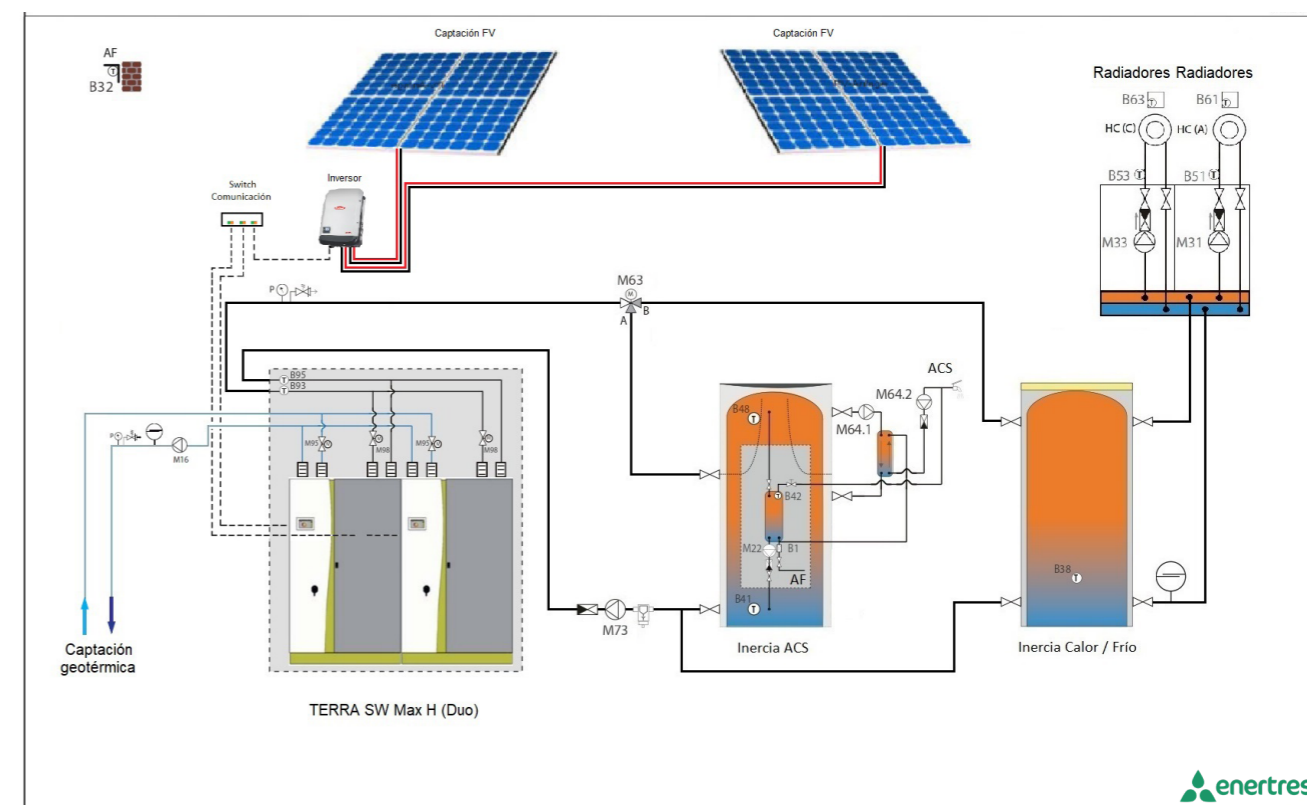 Captación FV
Captación FV
AF
T
B32
Radiadores Radiadores
B63
T
B61
T
HC (C)
HC (A)
Switch
Comunicación
Inversor
B53
T
B51
T
M33
M31
M63
M
P
A
B
B95
T
B93
T
ACS
M64.2
M64.1
B48
T
P
M16
M95
M
M98
M
M95
M
M98
M
T
B42
M22
B1
AF
B41
T
B38
T
M73
Captación
geotérmica
Inercia ACS
Inercia Calor / Frío
TERRA SW Max H (Duo)
enertres